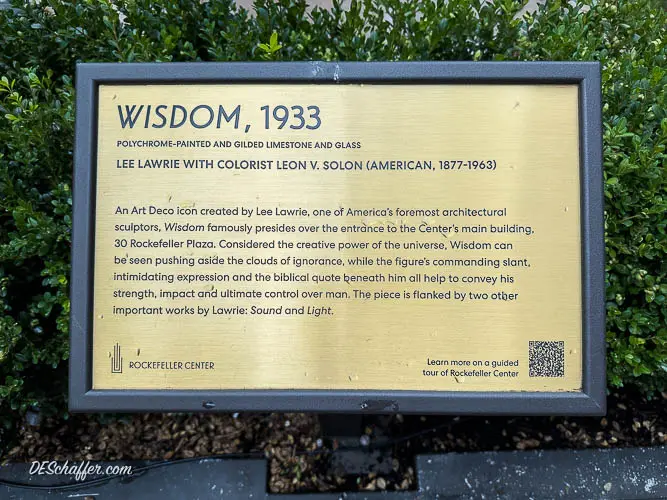 WISDOM, 1933
POLYCHROME-PAINTED AND GILDED LIMESTONE AND GLASS
LEE LAWRIE WITH COLORIST LEON V. SOLON (AMERICAN, 1877-1963)
An Art Deco icon created by Lee Lawrie, one of America's foremost architectural
sculptors, Wisdom famously presides over the entrance to the Center's main building,
30 Rockefeller Plaza. Considered the creative power of the universe, Wisdom can
be seen pushing aside the clouds of ignorance, while the figure's commanding slant,
intimidating expression and the biblical quote beneath him all help to convey his
strength, impact and ultimate control over man. The piece is flanked by two other
important works by Lawrie: Sound and Light.
ROCKEFELLER CENTER
Learn more on a guided
tour of Rockefeller Center
DESchaffer.com